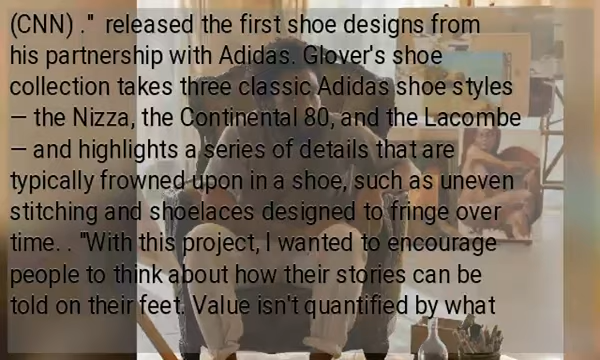 (CNN) ." released the first shoe designs from
his partnership with Adidas. Glover's shoe
collection takes three classic Adidas shoe styles
— the Nizza, the Continental 80, and the Lacombe
— and highlights a series of details that are
typically frowned upon in a shoe, such as uneven
stitching and shoelaces designed to fringe over
time. . "With this project, I wanted to encourage
people to think about how their stories can be
told on their feet. Value isn't quantified by what